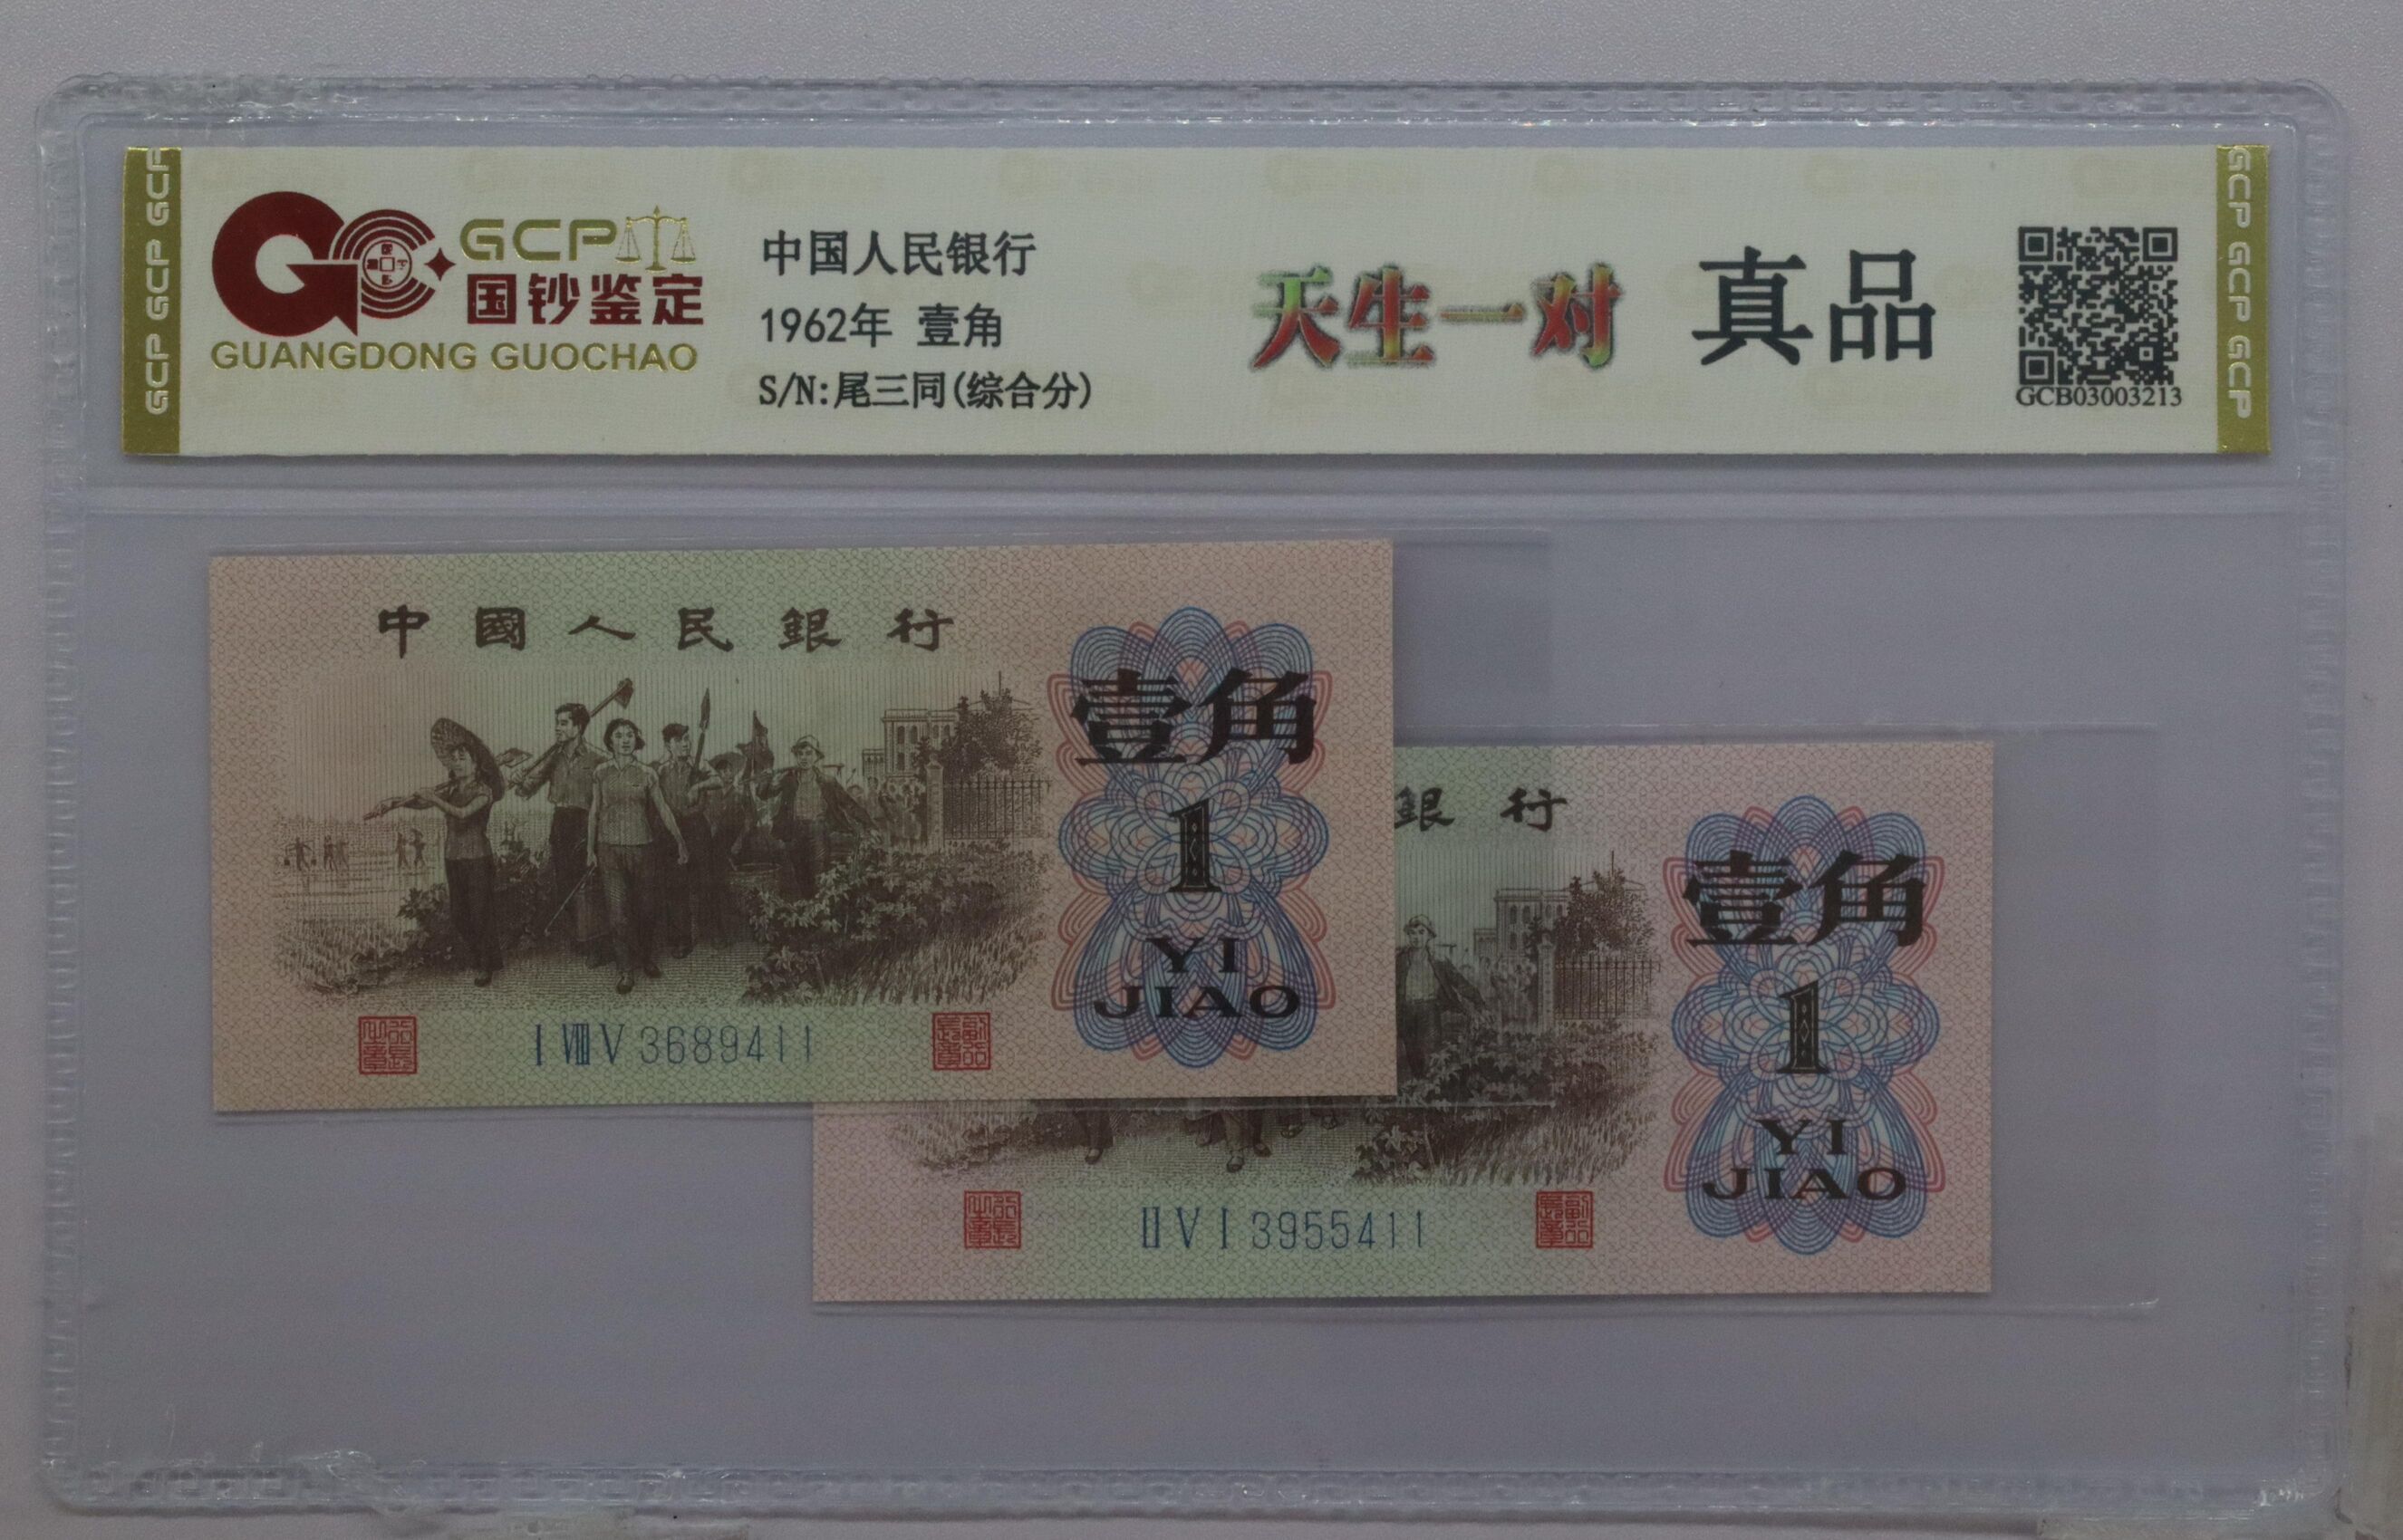 GCP GCP GCP
GCP
国钞鉴定
GUANGDONG GUOCHAO
中国人民银行
1962年 壹角
S/N:尾三同(综合分)
天生一对
真品
GCB03003213
GCP GCP GCP GCP
中國人民銀行
壹角
1
YI
JIAO
I VIII V 3689411
銀行
壹角
1
YI
JIAO
II V I 3955411